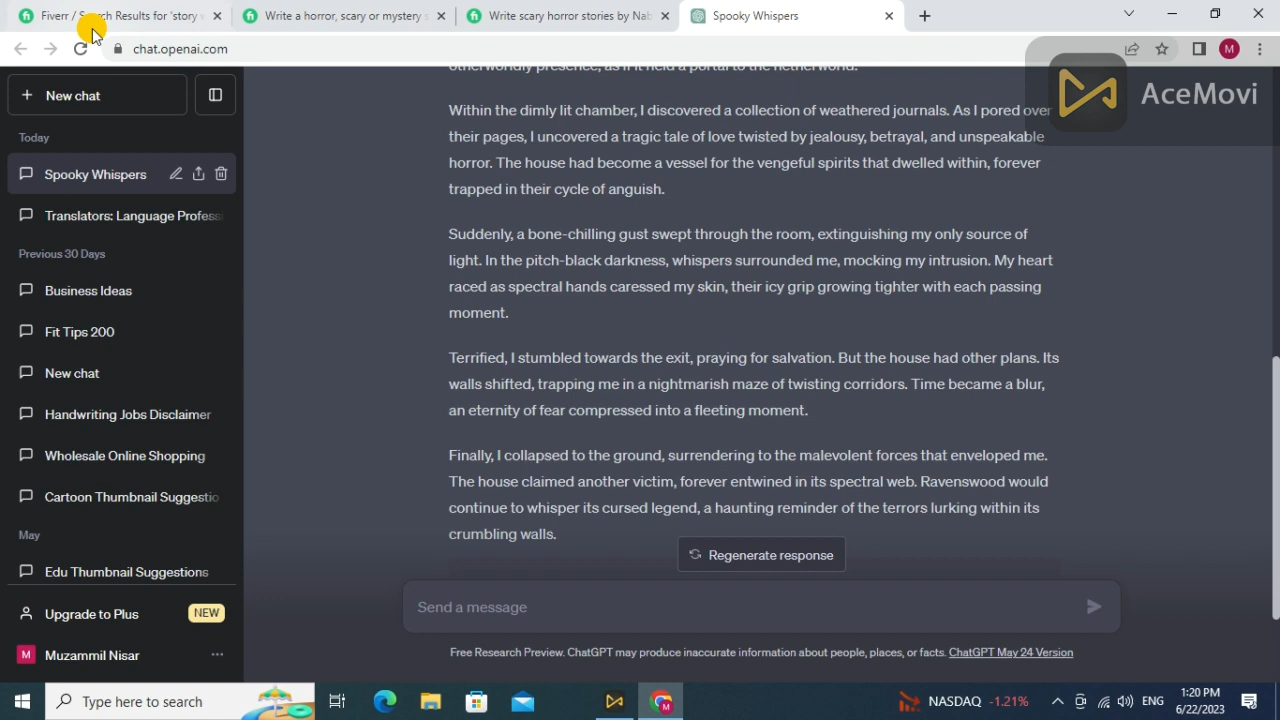 Fiverr / Search Results for 'story w
Write a horror, scary or mystery
Write scary horror stories by Nab
Spooky Whispers
chat.openai.com
M
AceMovi
New chat
Today
Spooky Whispers
Translators: Language Profess
Previous 30 Days
Business Ideas
Fit Tips 200
New chat
Handwriting Jobs Disclaimer
Wholesale Online Shopping
Cartoon Thumbnail Suggestio
May
Edu Thumbnail Suggestions
Upgrade to Plus
NEW
M
Muzammil Nisar
otherworldly presence, as if it held a portal to the netherworld.
Within the dimly lit chamber, I discovered a collection of weathered journals. As I pored over
their pages, I uncovered a tragic tale of love twisted by jealousy, betrayal, and unspeakable
horror. The house had become a vessel for the vengeful spirits that dwelled within, forever
trapped in their cycle of anguish.
Suddenly, a bone-chilling gust swept through the room, extinguishing my only source of
light. In the pitch-black darkness, whispers surrounded me, mocking my intrusion. My heart
raced as spectral hands caressed my skin, their icy grip growing tighter with each passing
moment.
Terrified, I stumbled towards the exit, praying for salvation. But the house had other plans. Its
walls shifted, trapping me in a nightmarish maze of twisting corridors. Time became a blur,
an eternity of fear compressed into a fleeting moment.
Finally, I collapsed to the ground, surrendering to the malevolent forces that enveloped me.
The house claimed another victim, forever entwined in its spectral web. Ravenswood would
continue to whisper its cursed legend, a haunting reminder of the terrors lurking within its
crumbling walls.
Regenerate response
Send a message
Free Research Preview. ChatGPT may produce inaccurate information about people, places, or facts. ChatGPT May 24 Version
Type here to search
NASDAQ -1.21%
ENG
1:20 PM
6/22/2023